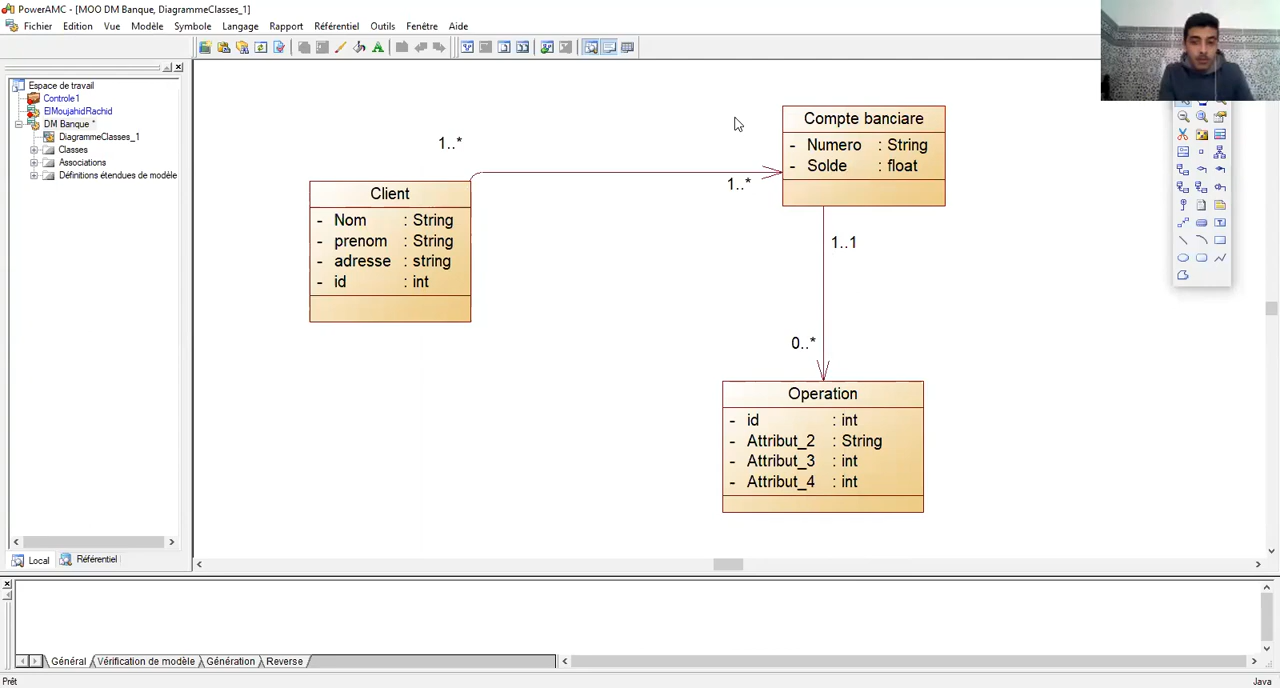 PowerAMC - [MOO DM Banque, DiagrammeClasses_1]
Fichier Edition Vue Modèle Symbole Langage Rapport Référentiel Outils Fenêtre Aide
Espace de travail
Controle1
ElMoujahidRachid
DM Banque *
DiagrammeClasses_1
Classes
Associations
Définitions étendues de modèle
Local Référentiel
1..*
1..*
Client
- Nom : String
- prenom : String
- adresse : string
- id : int
Compte banciare
- Numero : String
- Solde : float
1..1
0..*
Operation
- id : int
- Attribut_2 : String
- Attribut_3 : int
- Attribut_4 : int
Général Vérification de modèle Génération Reverse
Prêt
Java